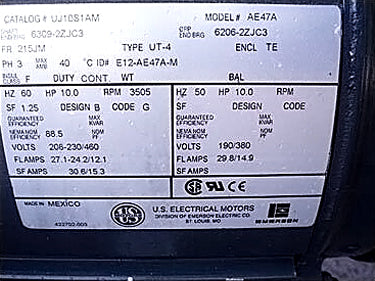 CATALOG # UJ10S1AM MODEL # AE47A
SHAFT END BRG 6309-2ZJC3 OPP END BRG 6206-2ZJC3
FR 215JM TYPE UT-4 ENCL TE
PH 3 MAX AMB 40 °C ID# E12-AE47A-M
INSUL CLASS F DUTY CONT. WT BAL
HZ 60 HP 10.0 RPM 3505 HZ 50 HP 10.0 RPM
SF 1.25 DESIGN B CODE G SF DESIGN CODE
GUARANTEED EFFICIENCY MAX KVAR GUARANTEED EFFICIENCY MAX KVAR
NEMA NOM EFFICIENCY 88.5 PF NEMA NOM EFFICIENCY PF
VOLTS 208-230/460 VOLTS 190/380
FL AMPS 27.1-24.2/12.1 FL AMPS 29.8/14.9
SF AMPS 30.6/15.3 SF AMPS
MADE IN MEXICO
U.S. ELECTRICAL MOTORS
DIVISION OF EMERSON ELECTRIC CO.
ST. LOUIS, MO
EMERSON